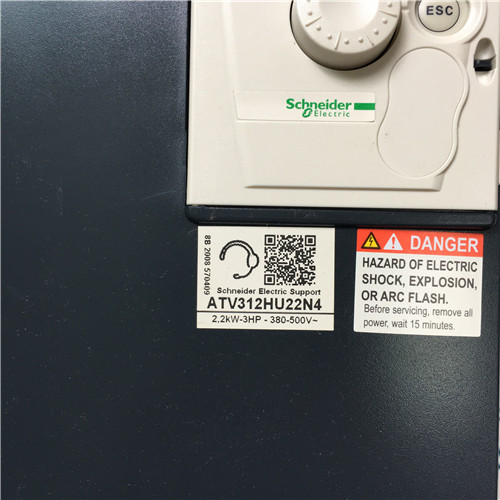 ESC
Schneider
Electric
8B 2008 570409
Schneider Electric Support
ATV312HU22N4
2,2kW-3HP - 380-500V~
DANGER
HAZARD OF ELECTRIC
SHOCK, EXPLOSION,
OR ARC FLASH.
Before servicing, remove all
power, wait 15 minutes.